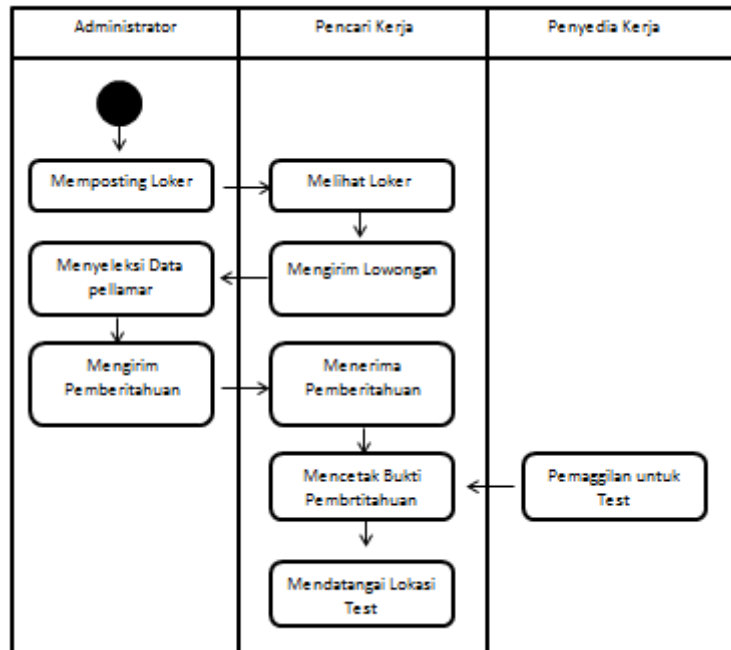 Administrator
Pencari Kerja
Penyedia Kerja
Memposting Loker
Melihat Loker
Menyeleksi Data
pellamar
Mengirim Lowongan
Mengirim
Pemberitahuan
Menerima
Pemberitahuan
Mencetak Bukti
Pembrtitahuan
Pemaggilan untuk
Test
Mendatangai Lokasi
Test